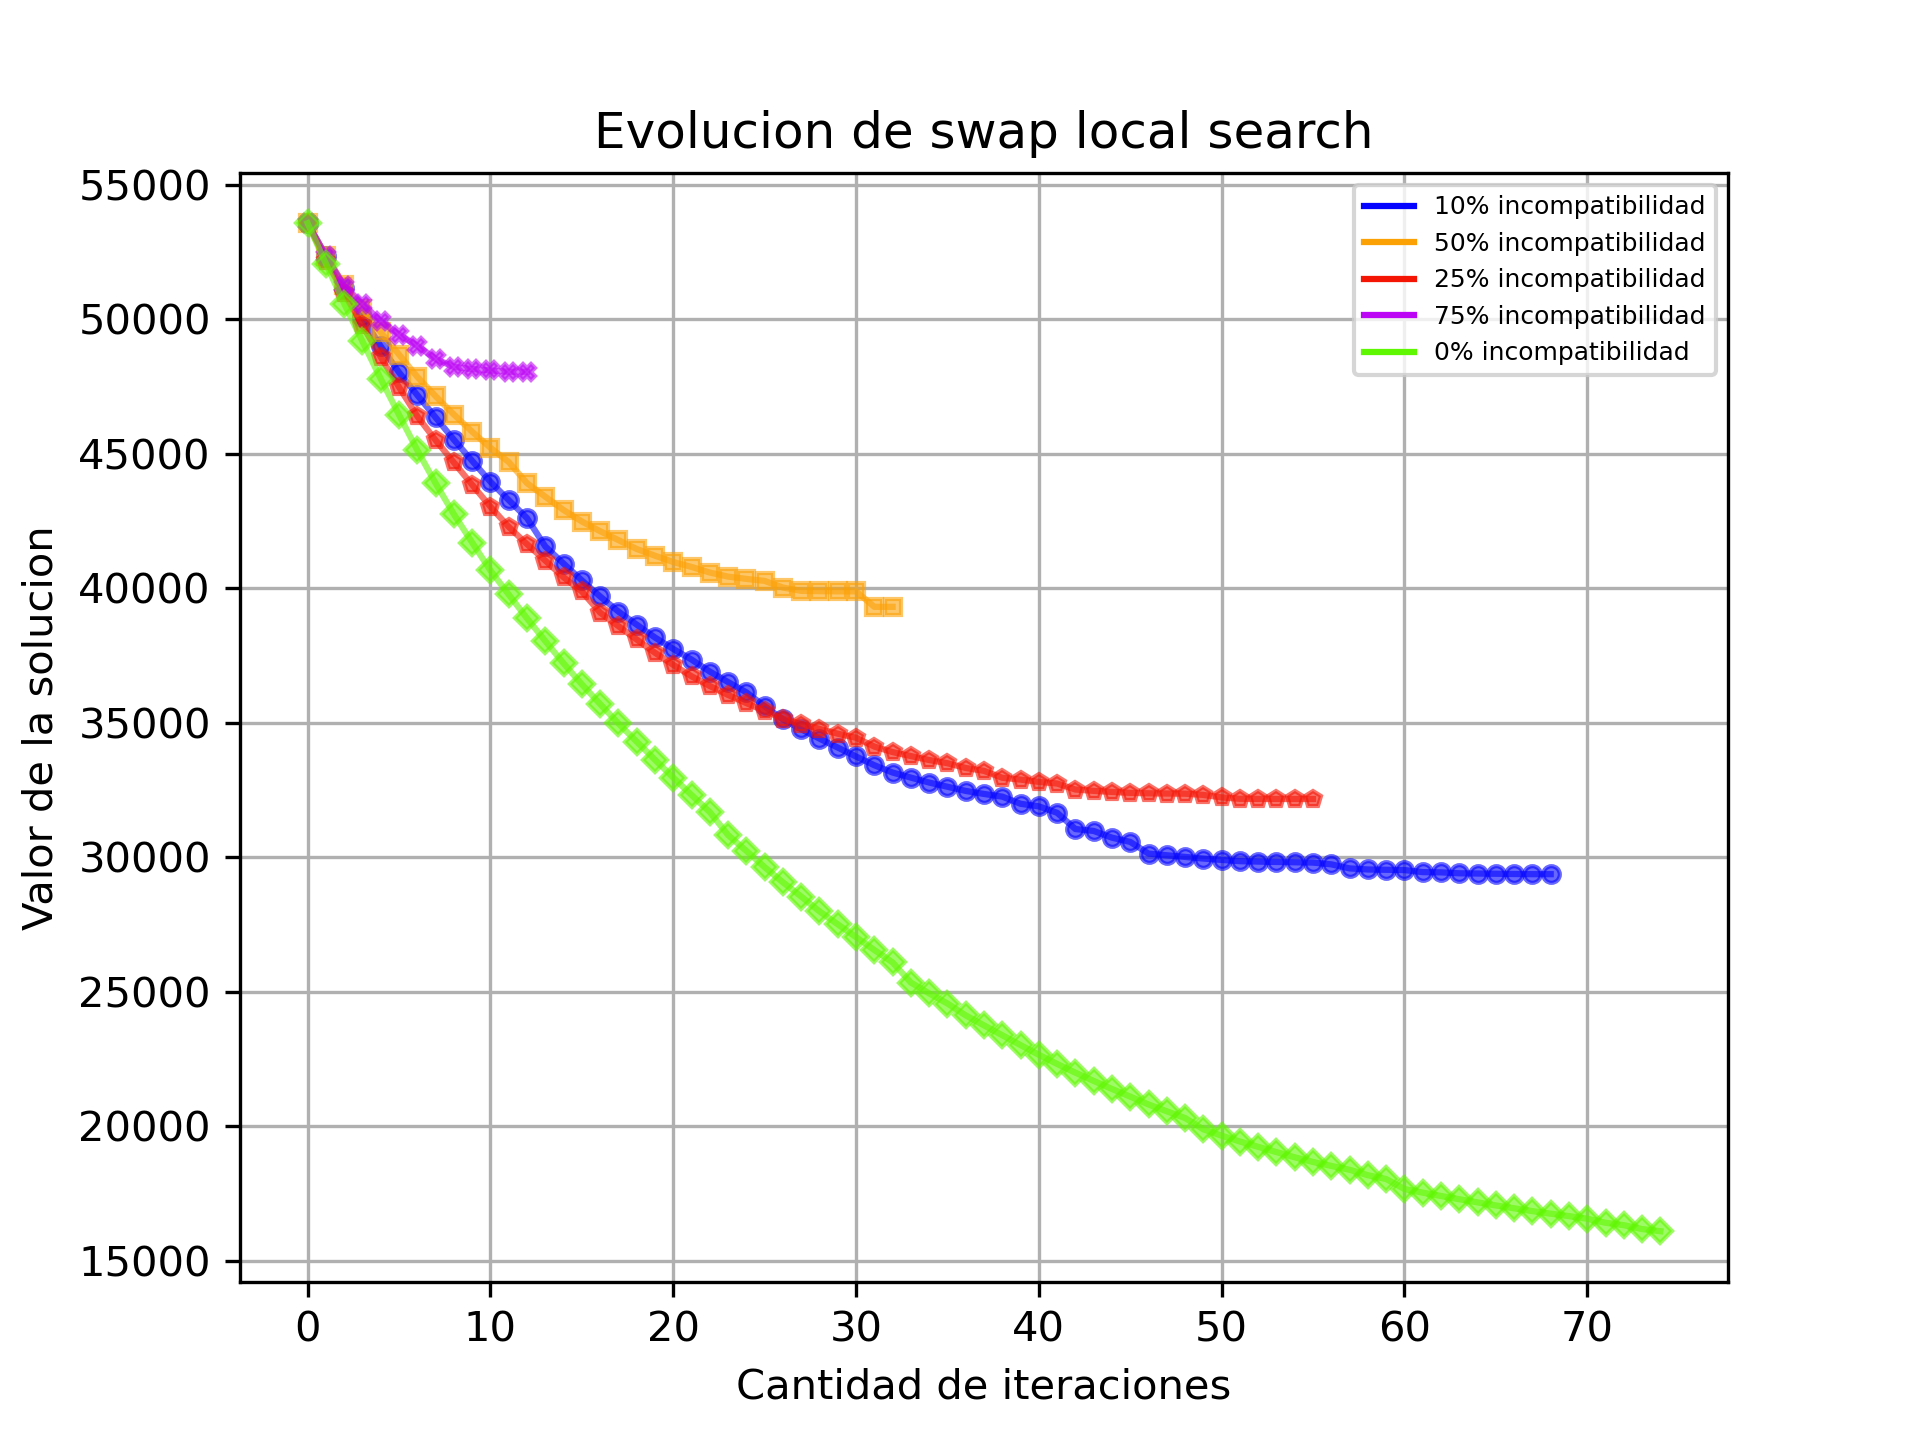 Evolucion de swap local search
55000
50000
45000
40000
35000
30000
25000
20000
15000
Valor de la solucion
10% incompatibilidad
50% incompatibilidad
25% incompatibilidad
75% incompatibilidad
0% incompatibilidad
0 10 20 30 40 50 60 70
Cantidad de iteraciones